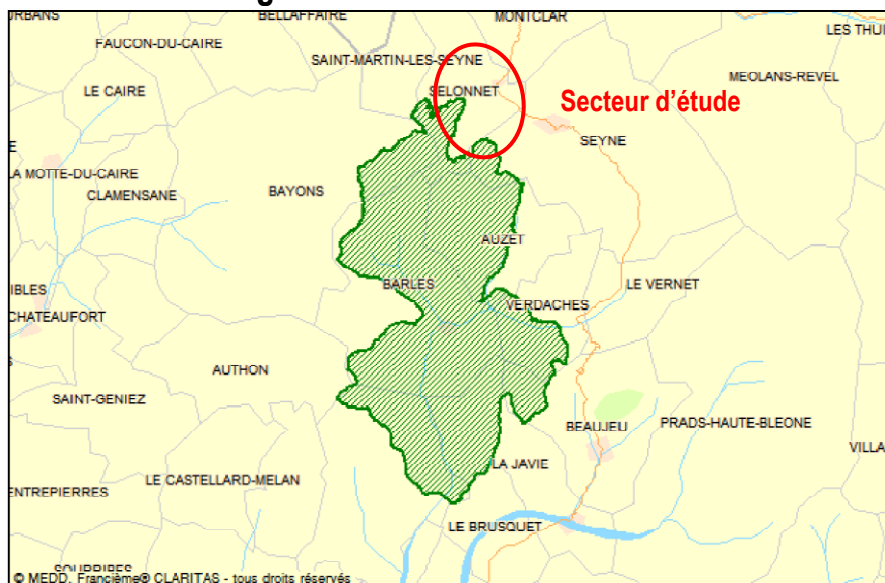 BELLAFFAIRE
MONTCLAR
FAUCON-DU-CAIRE
LES THUI
SAINT-MARTIN-LES-SEYNE
MEOLANS-REVEL
LE CAIRE
SELONNET
Secteur d'étude
SEYNE
LA MOTTE-DU-CAIRE
CLAMENSANE
BAYONS
AUZET
BARLES
LE VERNET
VERDACHES
CHATEAUFORT
AUTHON
SAINT-GENIEZ
BEAUJEU
PRADS-HAUTE-BLEONE
VILLA
LA JAVIE
LE CASTELLARD-MELAN
ENTREPIERRES
LE BRUSQUET
© MEDD, Francième® CLARITAS - tous droits réservés